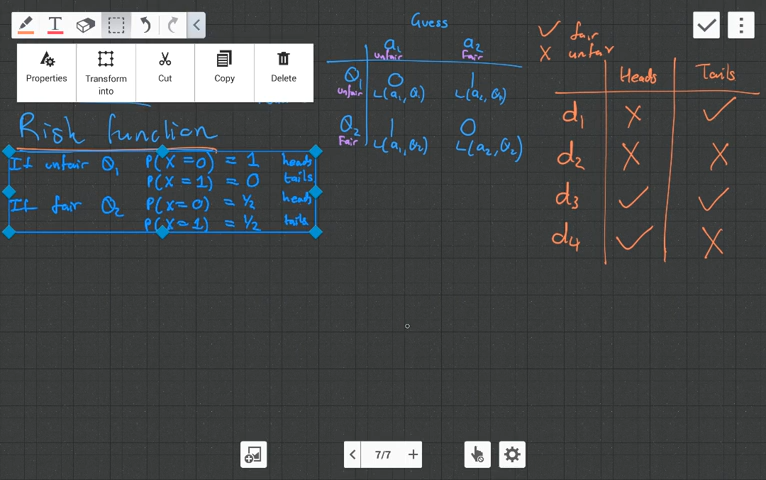 Properties
Transform into
Cut
Copy
Delete
Risk function
If unfair θ₁ P(X=0) = 1 heads
P(X=1) = 0 tails
If fair θ₂ P(X=0) = ½ heads
P(X=1) = ½ tails
Guess
a₁ a₂
unfair Fair
θ₁ 0 1
unfair L(a₁,θ₁) L(a₂,θ₁)
θ₂ 1 0
Fair L(a₁,θ₂) L(a₂,θ₂)
✓ fair
X unfair
Heads Tails
d₁ X ✓
d₂ X X
d₃ ✓ ✓
d₄ ✓ X
7/7